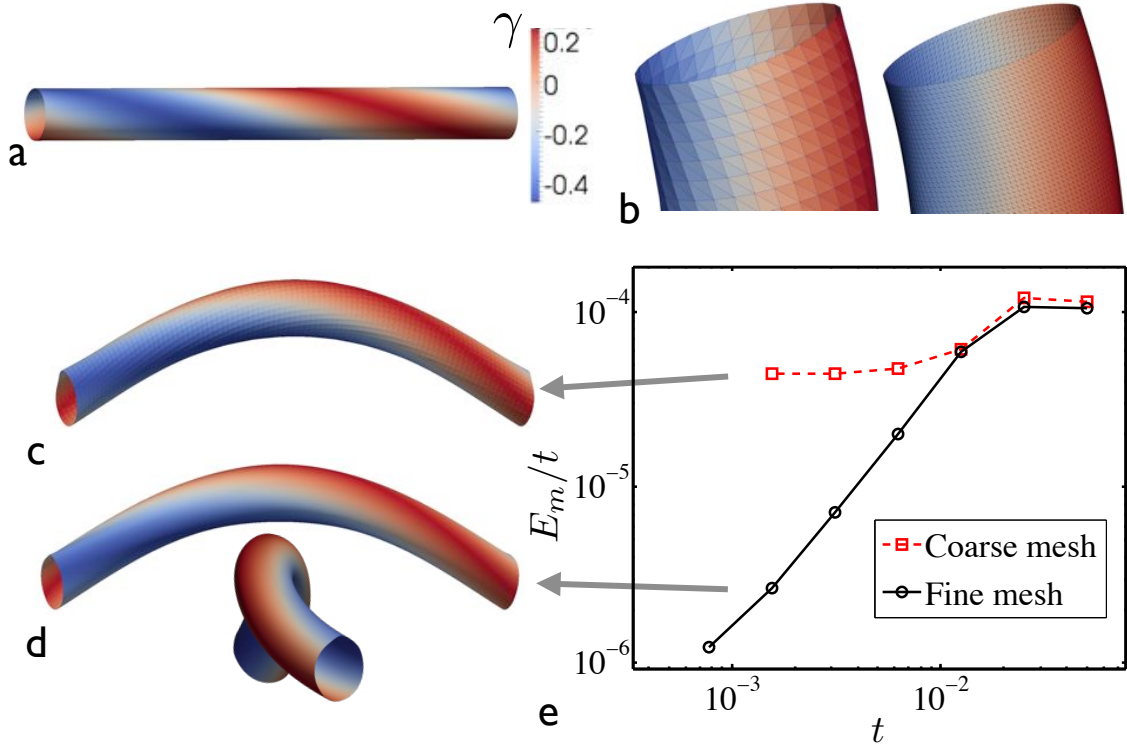 γ
0.2
0
-0.2
-0.4
a
b
c
d
10⁻⁴
10⁻⁵
10⁻⁶
E_m/t
Coarse mesh
Fine mesh
10⁻³
10⁻²
t
e